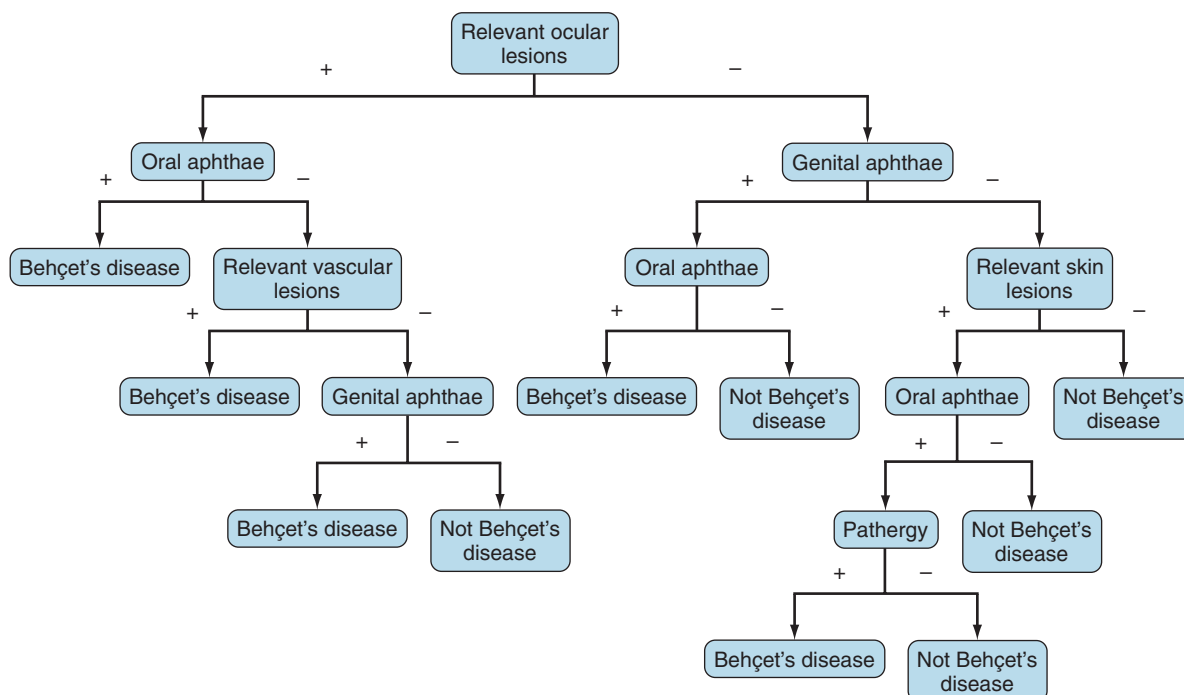 Relevant ocular
lesions
+
–
Oral aphthae
Genital aphthae
+
–
+
–
Behçet's disease
Relevant vascular
lesions
Oral aphthae
Relevant skin
lesions
+
–
+
–
+
–
Behçet's disease
Genital aphthae
Behçet's disease
Not Behçet's
disease
Oral aphthae
Not Behçet's
disease
+
–
+
–
Behçet's disease
Not Behçet's
disease
Pathergy
Not Behçet's
disease
+
–
Behçet's disease
Not Behçet's
disease